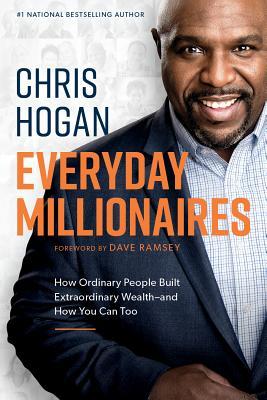 #1 NATIONAL BESTSELLING AUTHOR
CHRIS
HOGAN
EVERYDAY
MILLIONAIRES
FOREWORD BY DAVE RAMSEY
How Ordinary People Built
Extraordinary Wealth–and
How You Can Too